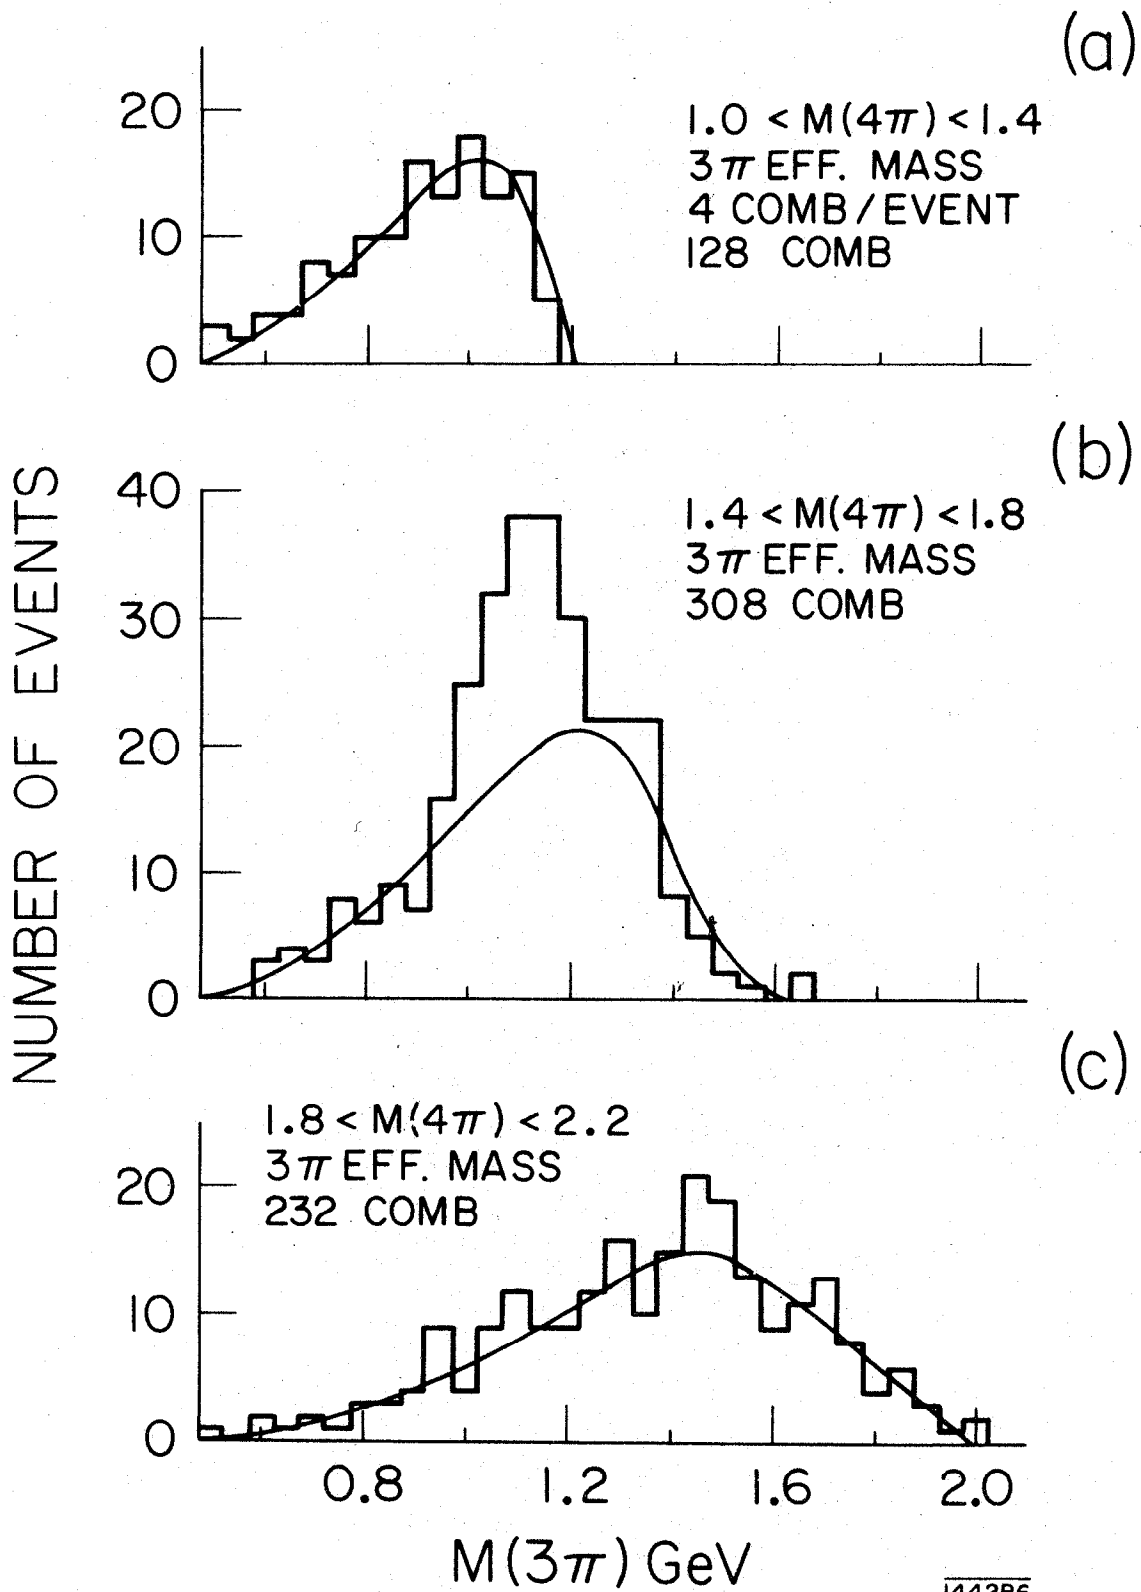 (a)
1.0 < M(4π) < 1.4
3π EFF. MASS
4 COMB/EVENT
128 COMB
20
10
0
(b)
1.4 < M(4π) < 1.8
3π EFF. MASS
308 COMB
40
30
20
10
0
NUMBER OF EVENTS
(c)
1.8 < M(4π) < 2.2
3π EFF. MASS
232 COMB
20
10
0
0.8 1.2 1.6 2.0
M(3π) GeV
1442B6